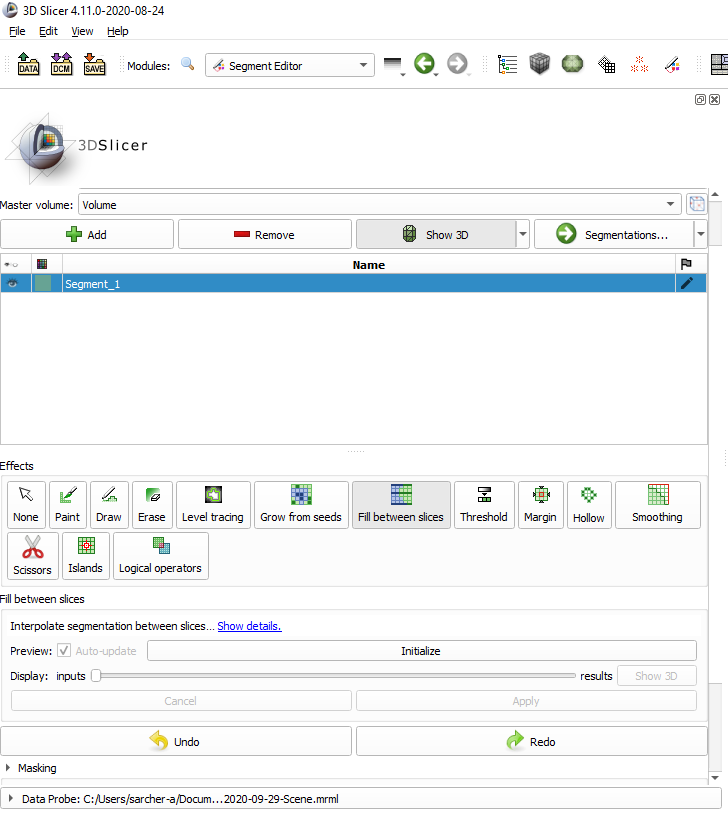 3D Slicer 4.11.0-2020-08-24
File Edit View Help
DATA DCM SAVE Modules: Segment Editor
3DSlicer
Master volume: Volume
Add Remove Show 3D Segmentations...
Name
Segment_1
Effects
None Paint Draw Erase Level tracing Grow from seeds Fill between slices Threshold Margin Hollow Smoothing
Scissors Islands Logical operators
Fill between slices
Interpolate segmentation between slices... Show details.
Preview: Auto-update Initialize
Display: inputs results Show 3D
Cancel Apply
Undo Redo
Masking
Data Probe: C:/Users/sarcher-a/Docum...2020-09-29-Scene.mrml